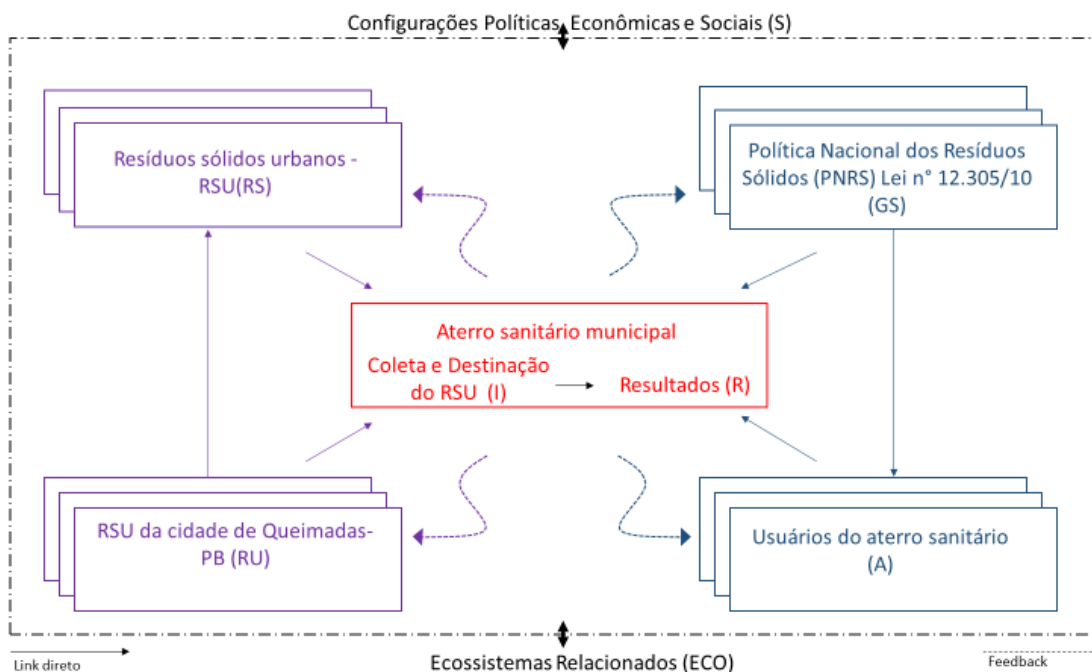 Configurações Políticas, Econômicas e Sociais (S)
Resíduos sólidos urbanos -
RSU(RS)
Política Nacional dos Resíduos
Sólidos (PNRS) Lei n° 12.305/10
(GS)
Aterro sanitário municipal
Coleta e Destinação
do RSU (I)
Resultados (R)
RSU da cidade de Queimadas-
PB (RU)
Usuários do aterro sanitário
(A)
Link direto
Ecossistemas Relacionados (ECO)
Feedback